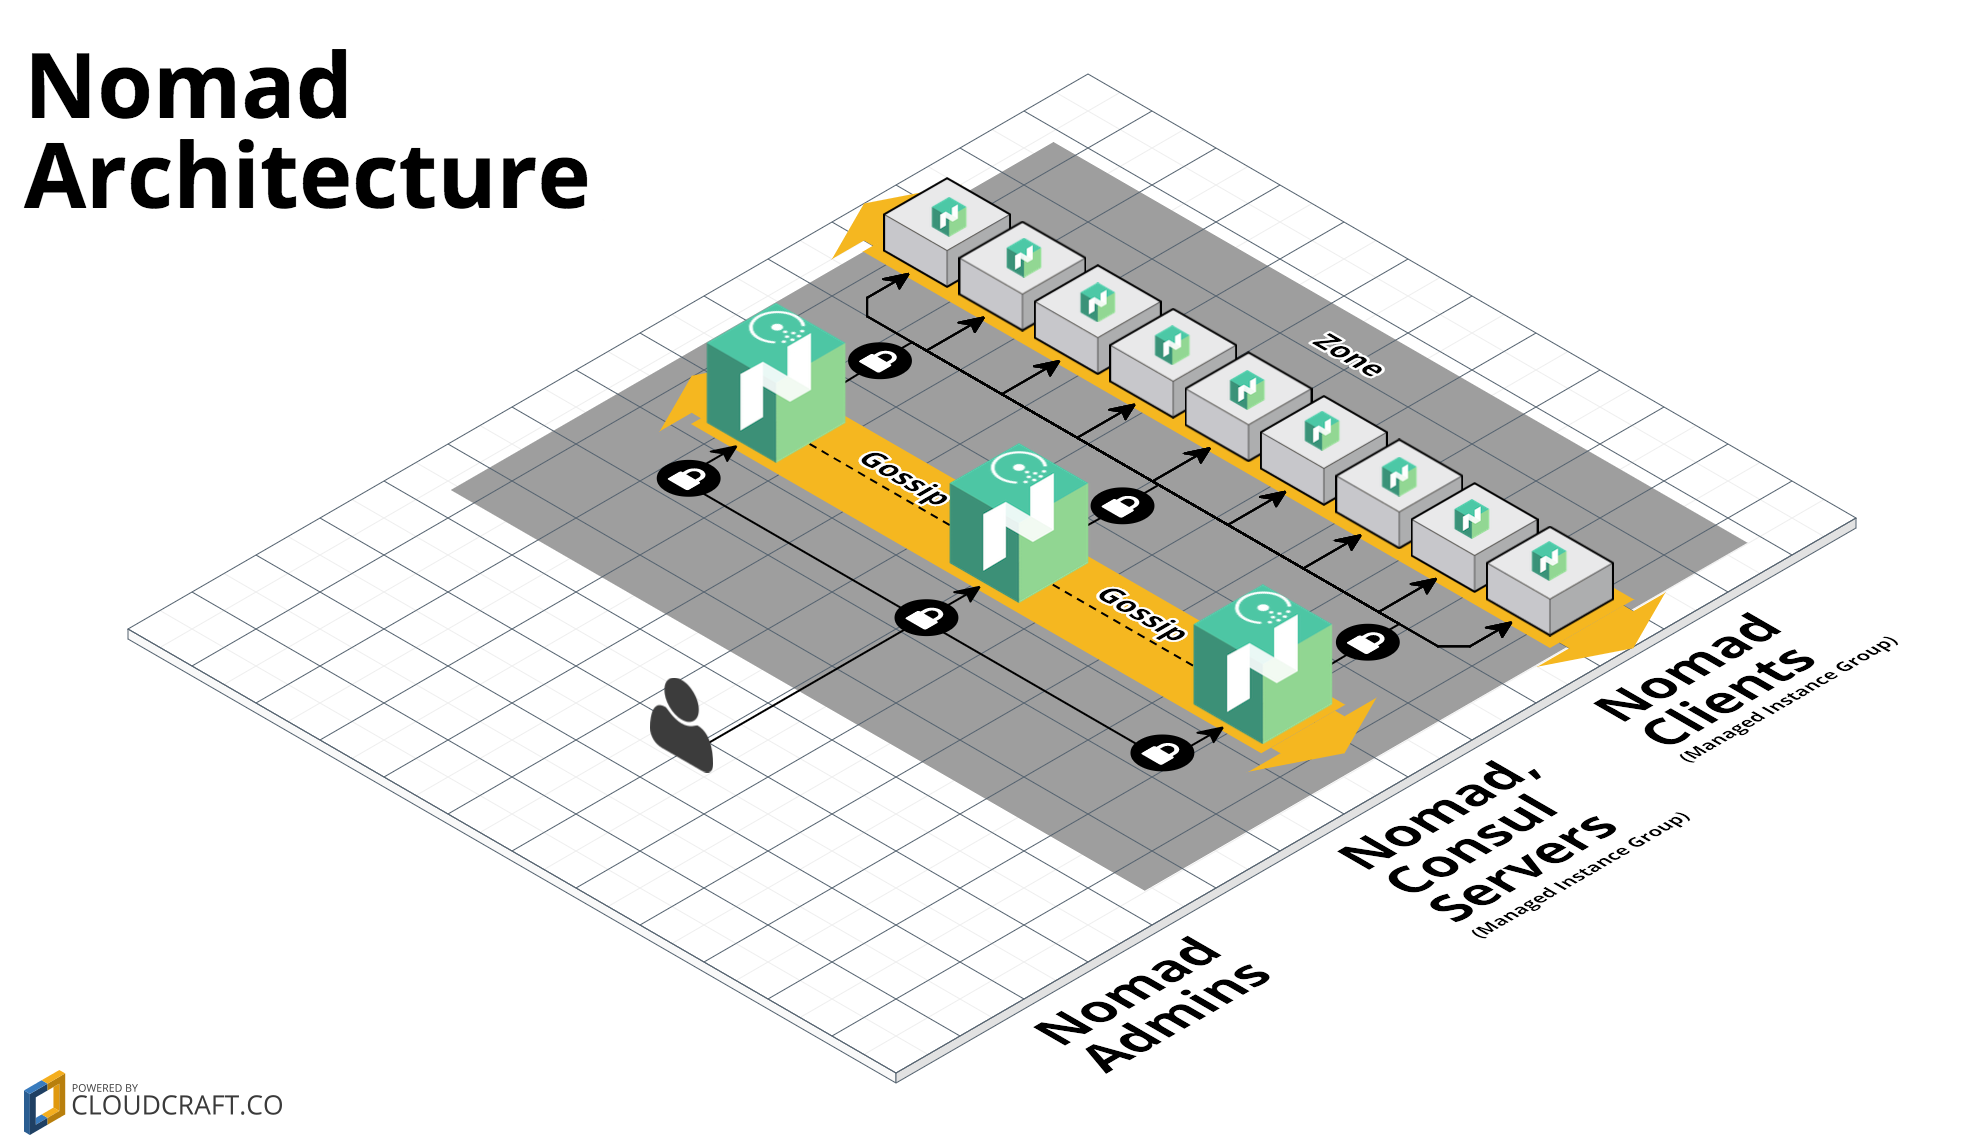 Nomad
Architecture
Zone
Gossip
Gossip
Nomad
Clients
(Managed Instance Group)
Nomad,
Consul
Servers
(Managed Instance Group)
Nomad
Admins
POWERED BY
CLOUDCRAFT.CO